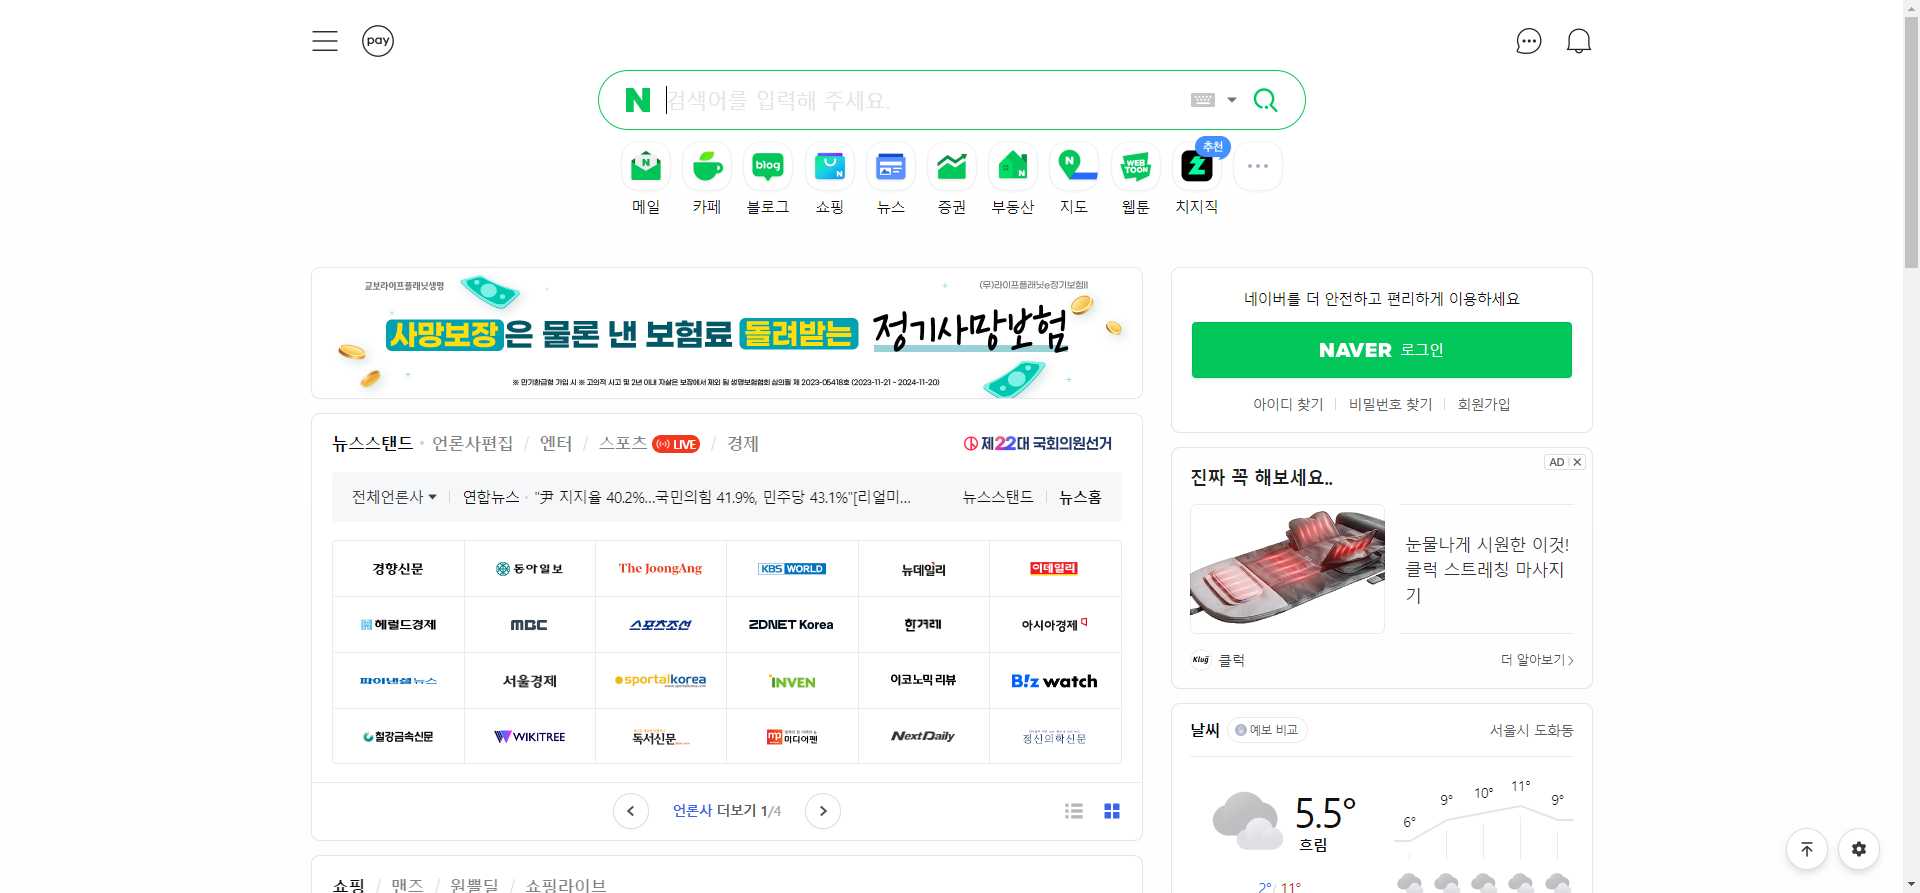 pay
N 검색어를 입력해 주세요.
추천
메일 카페 블로그 쇼핑 뉴스 증권 부동산 지도 웹툰 치지직
교보라이프플래닛생명
(무)라이프플래닛e정기보험II
사망보장은 물론 낸 보험료 돌려받는 정기사망보험
※ 만기환급형 가입 시 ※ 고의적 사고 및 2년 이내 자살은 보장에서 제외 됨 생명보험협회 심의필 제 2023-05418호 (2023-11-21 ~ 2024-11-20)
네이버를 더 안전하고 편리하게 이용하세요
NAVER 로그인
아이디 찾기 비밀번호 찾기 회원가입
뉴스스탠드 · 언론사편집 / 엔터 / 스포츠 LIVE / 경제
제22대 국회의원선거
전체언론사 연합뉴스 · "尹 지지율 40.2%...국민의힘 41.9%, 민주당 43.1%"[리얼미...
뉴스스탠드 뉴스홈
경향신문 동아일보 The JoongAng KBS WORLD 뉴데일리 이데일리
헤럴드경제 MBC 스포츠조선 ZDNET Korea 한겨레 아시아경제
파이낸셜뉴스 서울경제 sportalkorea INVEN 이코노믹리뷰 B!z watch
철강금속신문 WIKITREE 독서신문 mp 미디어펜 NextDaily 정신의학신문
언론사 더보기 1/4
쇼핑 / 맨즈 / 원쁠딜 / 쇼핑라이브
AD
진짜 꼭 해보세요..
눈물나게 시원한 이것!
클럭 스트레칭 마사지
기
Klug 클럭
더 알아보기
날씨 예보 비교 서울시 도화동
5.5°
흐림
2°/ 11°
6° 9° 10° 11° 9°